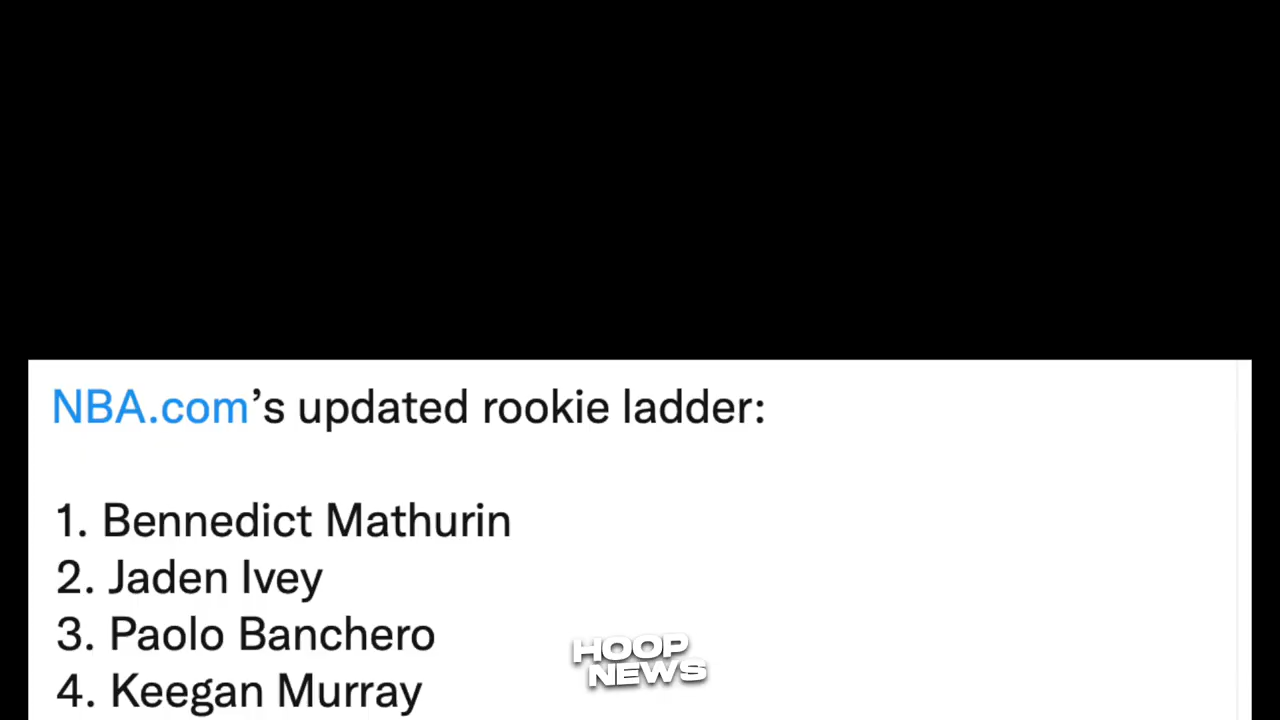 NBA.com’s updated rookie ladder:
1. Bennedict Mathurin
2. Jaden Ivey
3. Paolo Banchero
4. Keegan Murray
HOOP
NEWS